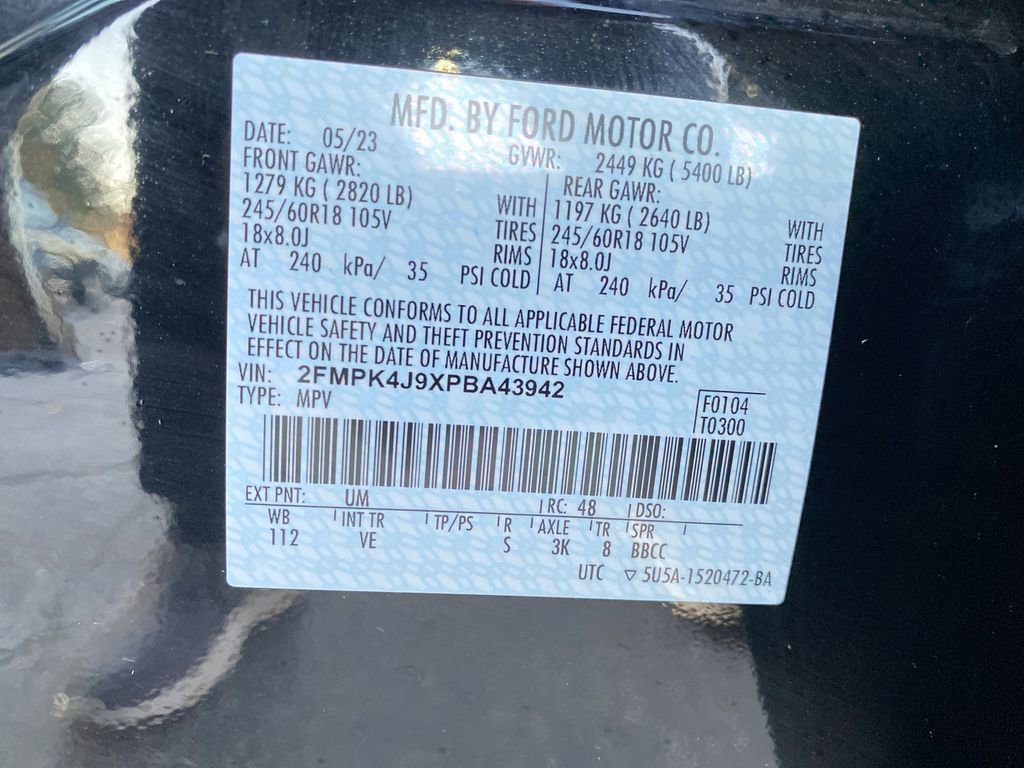 MFD. BY FORD MOTOR CO.
DATE: 05/23 GVWR: 2449 KG ( 5400 LB)
FRONT GAWR: REAR GAWR:
1279 KG ( 2820 LB) WITH 1197 KG ( 2640 LB) WITH
245/60R18 105V TIRES 245/60R18 105V TIRES
18x8.0J RIMS 18x8.0J RIMS
AT 240 kPa/ 35 PSI COLD AT 240 kPa/ 35 PSI COLD
THIS VEHICLE CONFORMS TO ALL APPLICABLE FEDERAL MOTOR
VEHICLE SAFETY AND THEFT PREVENTION STANDARDS IN
EFFECT ON THE DATE OF MANUFACTURE SHOWN ABOVE.
VIN: 2FMPK4J9XPBA43942
TYPE: MPV F0104
T0300
EXT PNT: UM RC: 48 DSO:
WB INT TR TP/PS R AXLE TR SPR
112 VE S 3K 8 BBCC
UTC ▽ 5U5A-1520472-BA